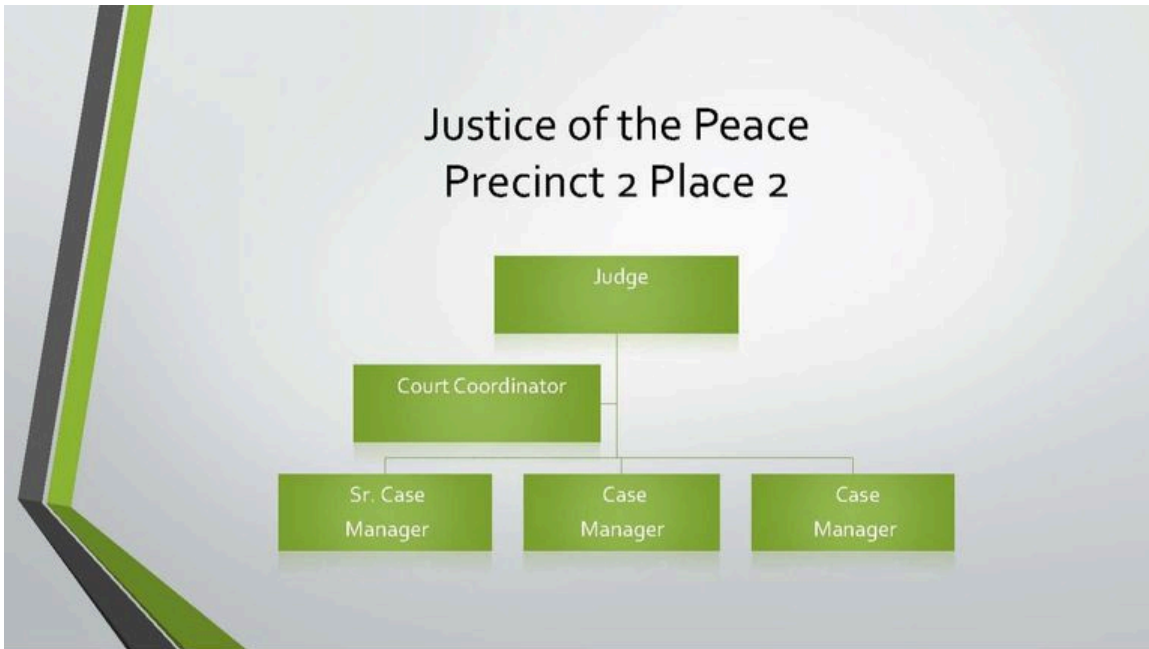 Justice of the Peace
Precinct 2 Place 2
Judge
Court Coordinator
Sr. Case
Manager
Case
Manager
Case
Manager